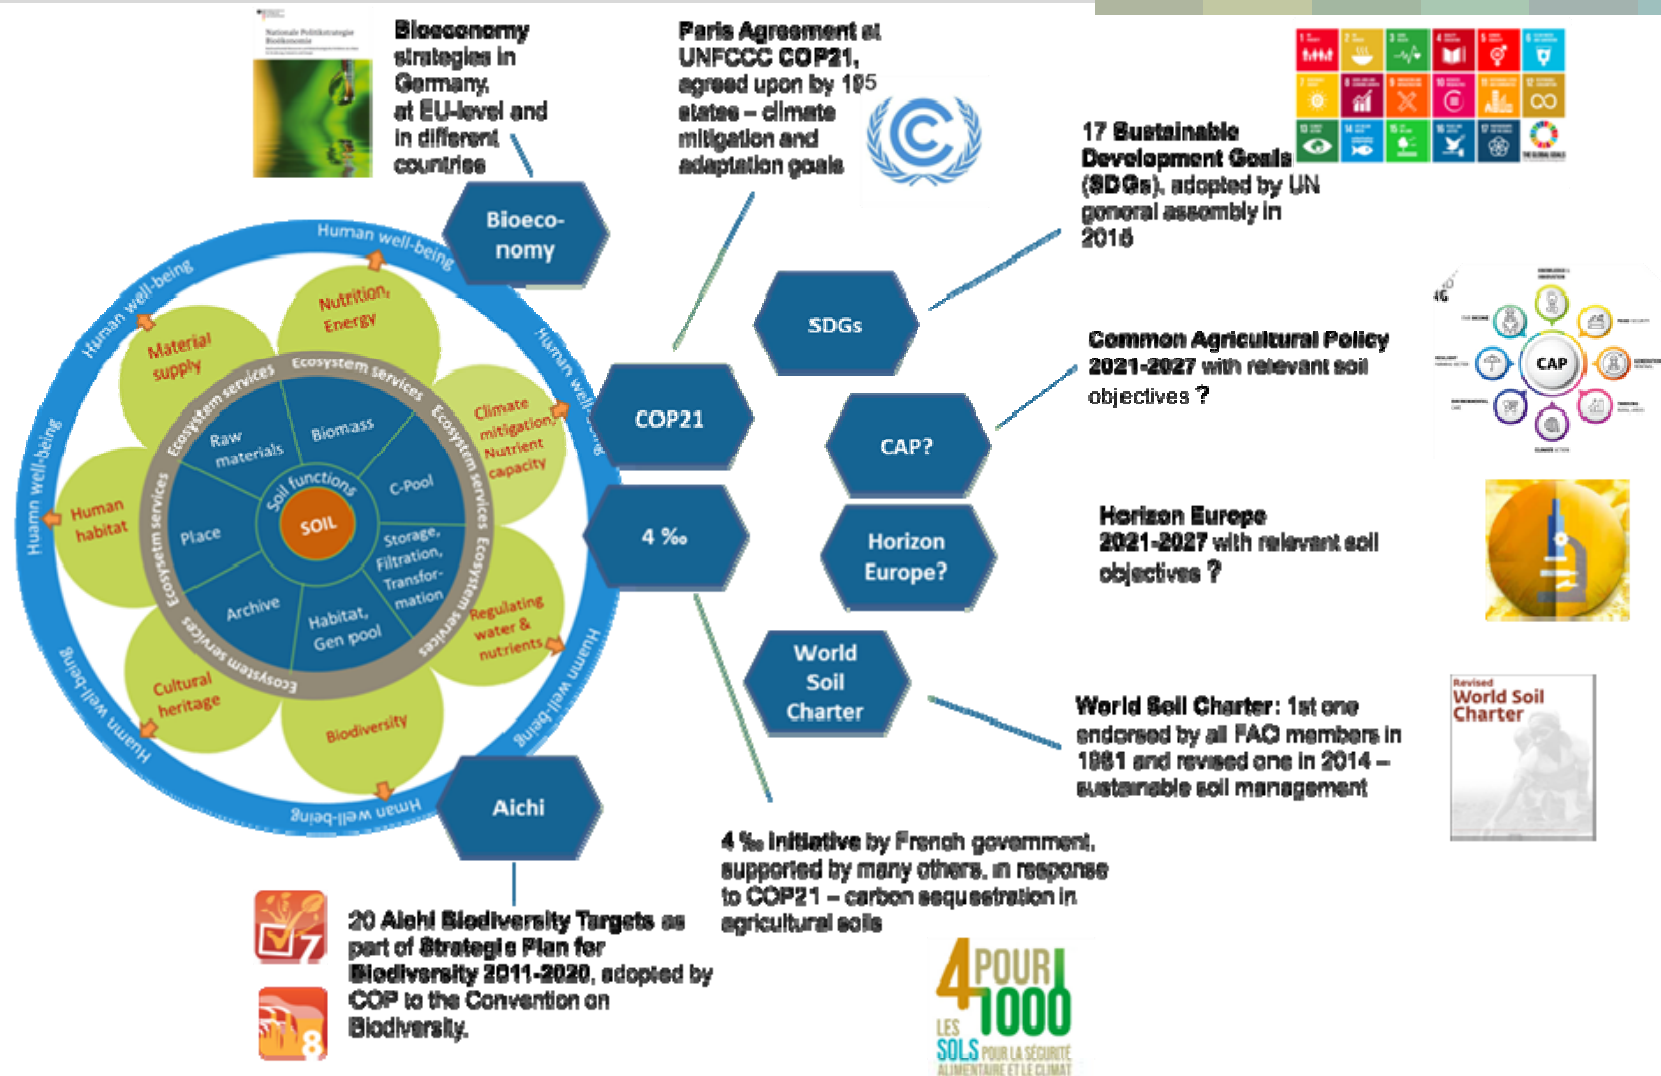 Nationale Politikstrategie
Bioökonomie
Bioeconomy
strategies in
Germany,
at EU-level and
in different
countries
Paris Agreement at
UNFCCC COP21,
agreed upon by 195
states – climate
mitigation and
adaptation goals
17 Sustainable
Development Goals
(SDGs), adopted by UN
general assembly in
2015
THE GLOBAL GOALS
Common Agricultural Policy
2021-2027 with relevant soil
objectives ?
CAP
Horizon Europe
2021-2027 with relevant soil
objectives ?
World Soil Charter: 1st one
endorsed by all FAO members in
1981 and revised one in 2014 –
sustainable soil management
Revised
World Soil
Charter
Bioeco-
nomy
SDGs
COP21
CAP?
4 ‰
Horizon
Europe?
World
Soil
Charter
Aichi
Human well-being
Human well-being
Human well-being
Huamn well-being
Huamn well-being
Huamn well-being
Hman well-being
Nutrition,
Energy
Material
supply
Climate
mitigation,
Nutrient
capacity
Human
habitat
Regulating
water &
nutrients
Cultural
heritage
Biodiversity
Ecosystem services
Ecosystem services
Ecosystem services
Ecosysetm services
Ecosystem services
Ecosystem services
Raw
materials
Biomass
C-Pool
Place
Storage,
Filtration,
Transfor-
mation
Archive
Habitat,
Gen pool
Soil functions
SOIL
4 ‰ initiative by French government,
supported by many others, in response
to COP21 – carbon sequestration in
agricultural soils
4 POUR
1000
LES
SOLS POUR LA SÉCURITÉ
ALIMENTAIRE ET LE CLIMAT
7
8
20 Aichi Biodiversity Targets as
part of Strategic Plan for
Biodiversity 2011-2020, adopted by
COP to the Convention on
Biodiversity.